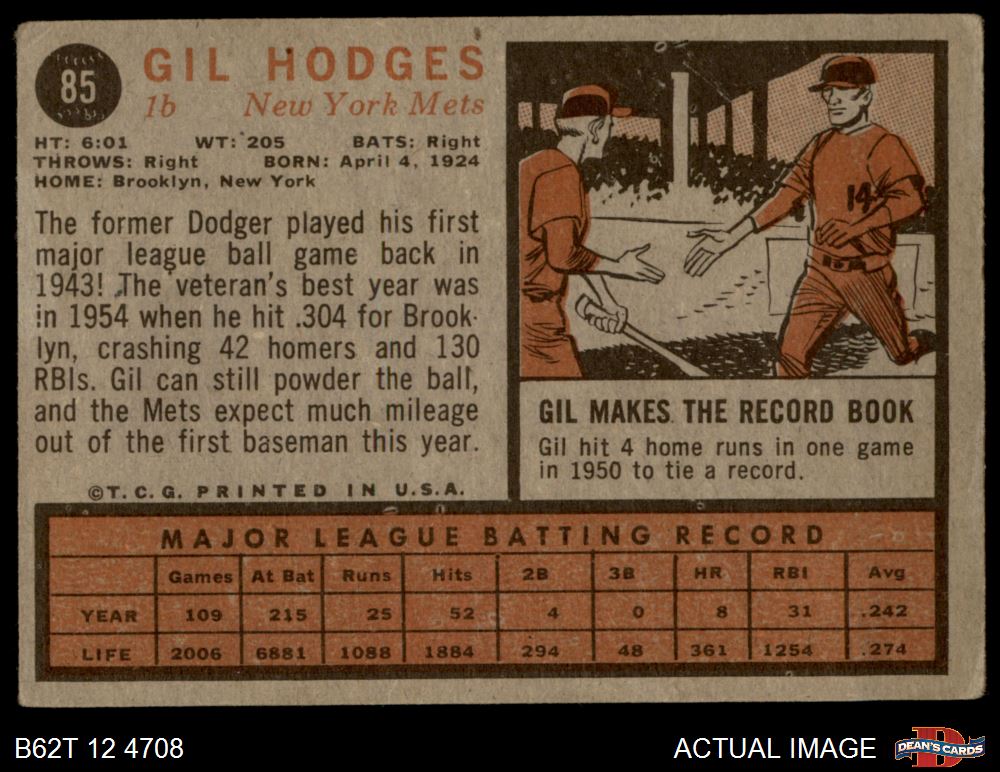 85
GIL HODGES
1b New York Mets
HT: 6:01 WT: 205 BATS: Right
THROWS: Right BORN: April 4, 1924
HOME: Brooklyn, New York
The former Dodger played his first
major league ball game back in
1943! The veteran's best year was
in 1954 when he hit .304 for Brook-
lyn, crashing 42 homers and 130
RBIs. Gil can still powder the ball,
and the Mets expect much mileage
out of the first baseman this year.
©T.C.G. PRINTED IN U.S.A.
14
GIL MAKES THE RECORD BOOK
Gil hit 4 home runs in one game
in 1950 to tie a record.
MAJOR LEAGUE BATTING RECORD
Games At Bat Runs Hits 2B 3B HR RBI Avg
YEAR 109 215 25 52 4 0 8 31 .242
LIFE 2006 6881 1088 1884 294 48 361 1254 .274
B62T 12 4708
ACTUAL IMAGE
D
DEAN'S CARDS